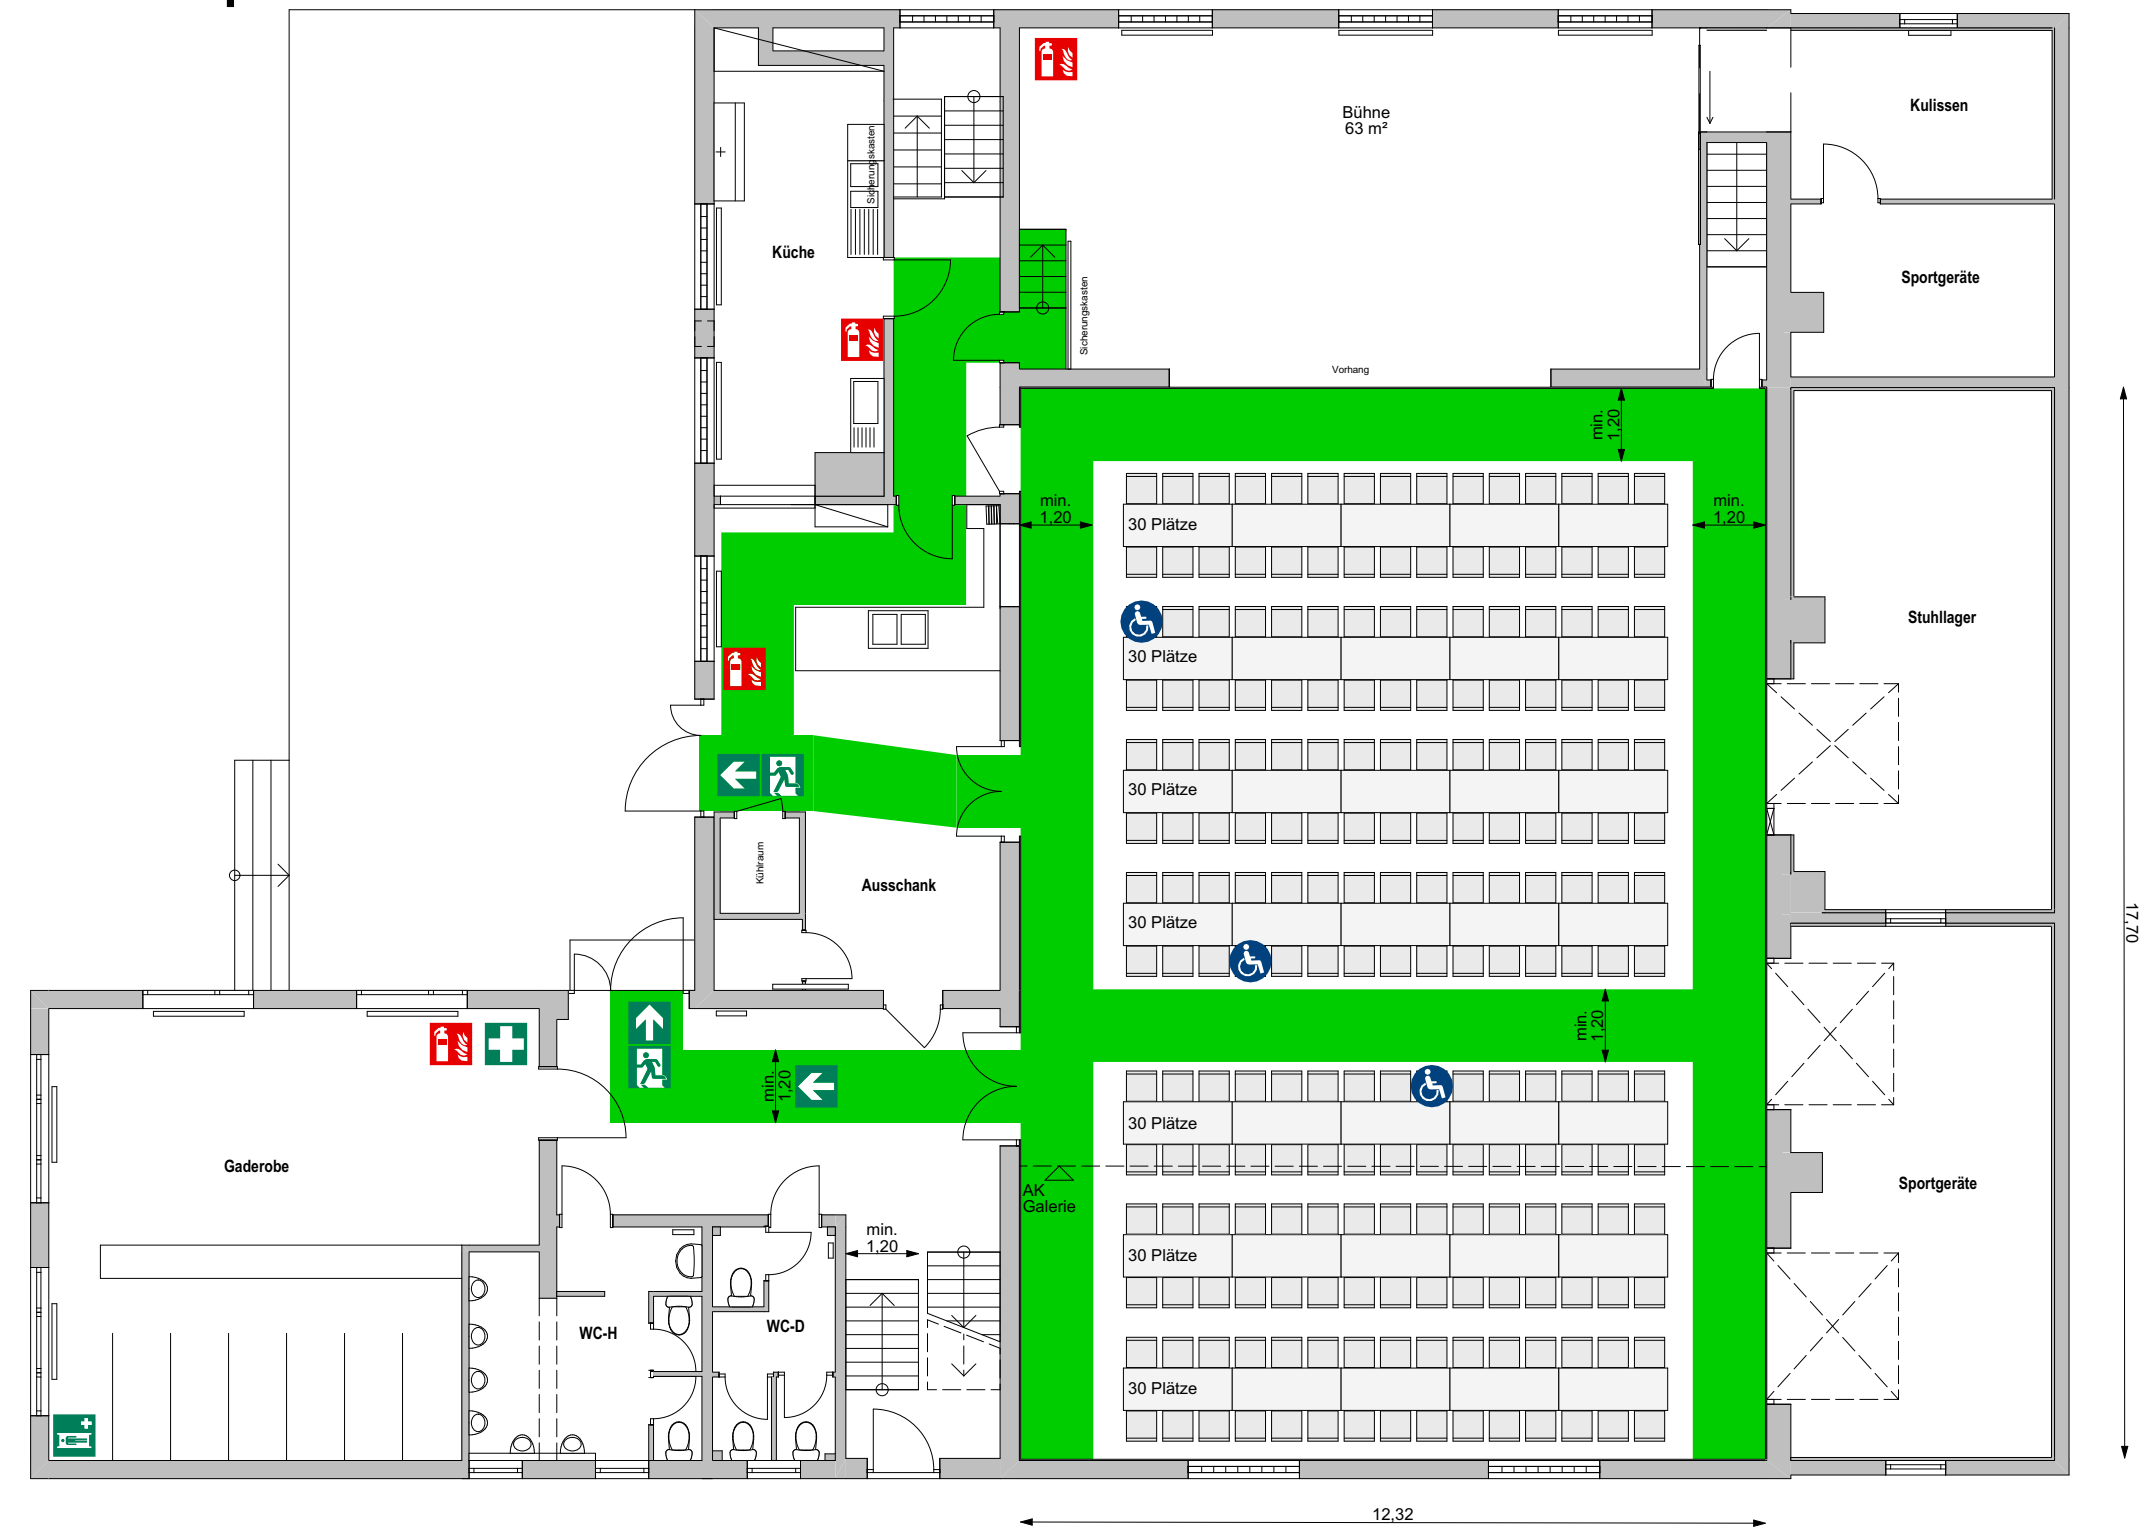 Bühne
63 m²
Kulissen
Sicherungskasten
Küche
Sportgeräte
Sicherungskasten
Vorhang
min.
1,20
min.
1,20
min.
1,20
30 Plätze
30 Plätze
Stuhllager
30 Plätze
Kühlraum
Ausschank
30 Plätze
17,70
min.
1,20
min.
1,20
30 Plätze
Gaderobe
AK
Galerie
Sportgeräte
min.
1,20
30 Plätze
WC-H
WC-D
30 Plätze
12,32